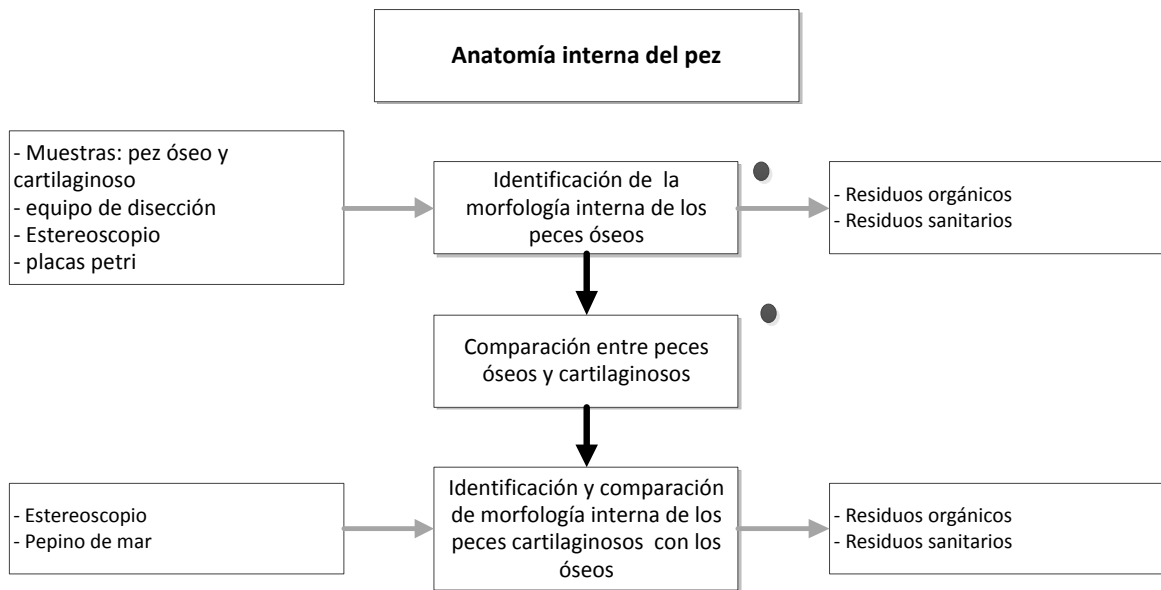 Anatomía interna del pez
- Muestras: pez óseo y
cartilaginoso
- equipo de disección
- Estereoscopio
- placas petri
Identificación de la
morfología interna de los
peces óseos
- Residuos orgánicos
- Residuos sanitarios
Comparación entre peces
óseos y cartilaginosos
- Estereoscopio
- Pepino de mar
Identificación y comparación
de morfología interna de los
peces cartilaginosos con los
óseos
- Residuos orgánicos
- Residuos sanitarios